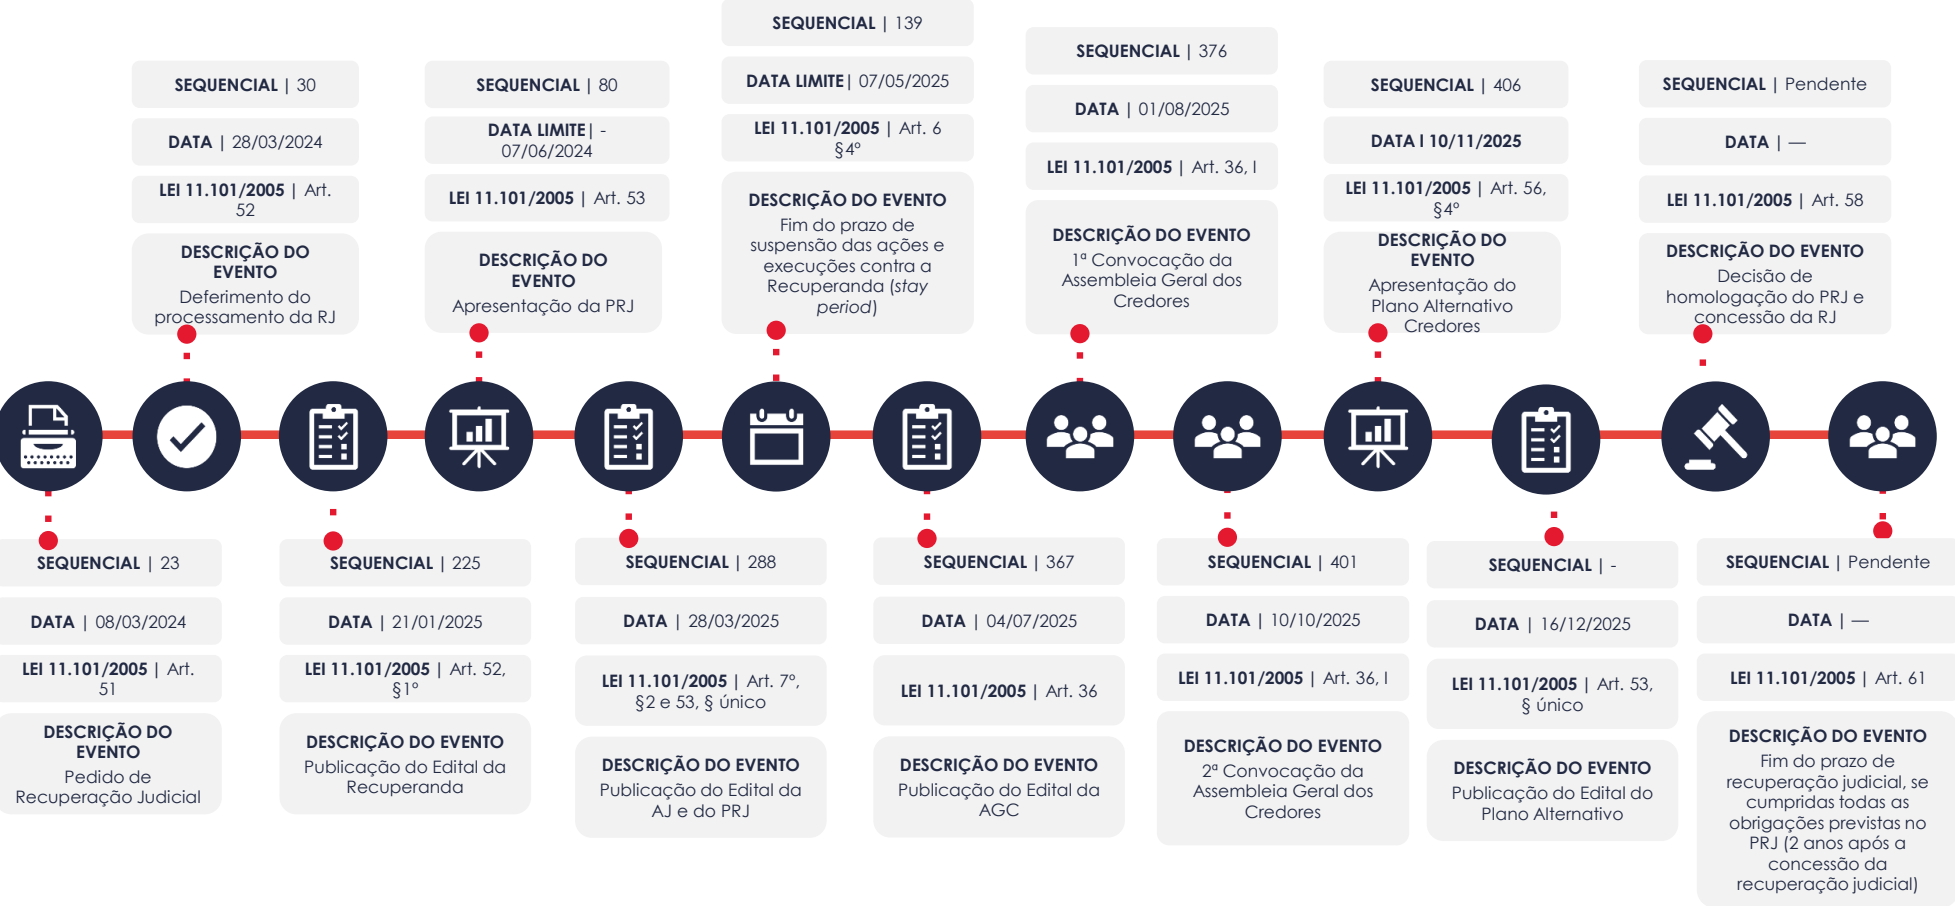 SEQUENCIAL | 30
DATA | 28/03/2024
LEI 11.101/2005 | Art.
52
DESCRIÇÃO DO
EVENTO
Deferimento do
processamento da RJ
SEQUENCIAL | 80
DATA LIMITE| -
07/06/2024
LEI 11.101/2005 | Art. 53
DESCRIÇÃO DO
EVENTO
Apresentação da PRJ
SEQUENCIAL | 139
DATA LIMITE| 07/05/2025
LEI 11.101/2005 | Art. 6
§4º
DESCRIÇÃO DO EVENTO
Fim do prazo de
suspensão das ações e
execuções contra a
Recuperanda (stay
period)
SEQUENCIAL | 376
DATA | 01/08/2025
LEI 11.101/2005 | Art. 36, I
DESCRIÇÃO DO EVENTO
1ª Convocação da
Assembleia Geral dos
Credores
SEQUENCIAL | 406
DATA I 10/11/2025
LEI 11.101/2005 | Art. 56,
§4º
DESCRIÇÃO DO
EVENTO
Apresentação do
Plano Alternativo
Credores
SEQUENCIAL | Pendente
DATA | —
LEI 11.101/2005 | Art. 58
DESCRIÇÃO DO EVENTO
Decisão de
homologação do PRJ e
concessão da RJ
SEQUENCIAL | 23
DATA | 08/03/2024
LEI 11.101/2005 | Art.
51
DESCRIÇÃO DO
EVENTO
Pedido de
Recuperação Judicial
SEQUENCIAL | 225
DATA | 21/01/2025
LEI 11.101/2005 | Art. 52,
§1º
DESCRIÇÃO DO EVENTO
Publicação do Edital da
Recuperanda
SEQUENCIAL | 288
DATA | 28/03/2025
LEI 11.101/2005 | Art. 7º,
§2 e 53, § único
DESCRIÇÃO DO EVENTO
Publicação do Edital da
AJ e do PRJ
SEQUENCIAL | 367
DATA | 04/07/2025
LEI 11.101/2005 | Art. 36
DESCRIÇÃO DO EVENTO
Publicação do Edital da
AGC
SEQUENCIAL | 401
DATA | 10/10/2025
LEI 11.101/2005 | Art. 36, I
DESCRIÇÃO DO EVENTO
2ª Convocação da
Assembleia Geral dos
Credores
SEQUENCIAL | -
DATA | 16/12/2025
LEI 11.101/2005 | Art. 53,
§ único
DESCRIÇÃO DO EVENTO
Publicação do Edital do
Plano Alternativo
SEQUENCIAL | Pendente
DATA | —
LEI 11.101/2005 | Art. 61
DESCRIÇÃO DO EVENTO
Fim do prazo de
recuperação judicial, se
cumpridas todas as
obrigações previstas no
PRJ (2 anos após a
concessão da
recuperação judicial)